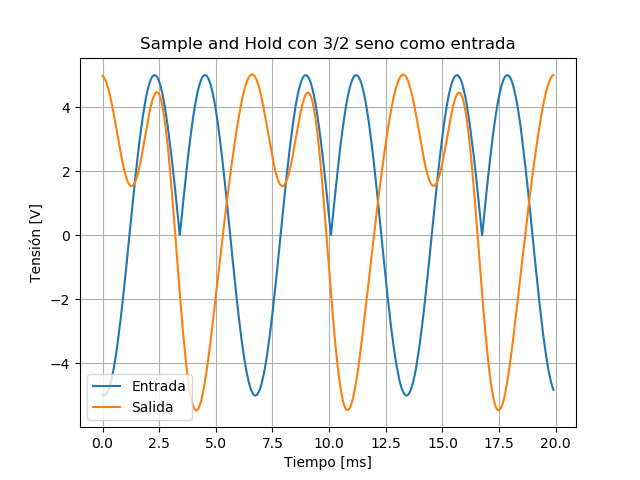 Sample and Hold con 3/2 seno como entrada
Tensión [V]
4
2
0
−2
−4
Entrada
Salida
0.0 2.5 5.0 7.5 10.0 12.5 15.0 17.5 20.0
Tiempo [ms]